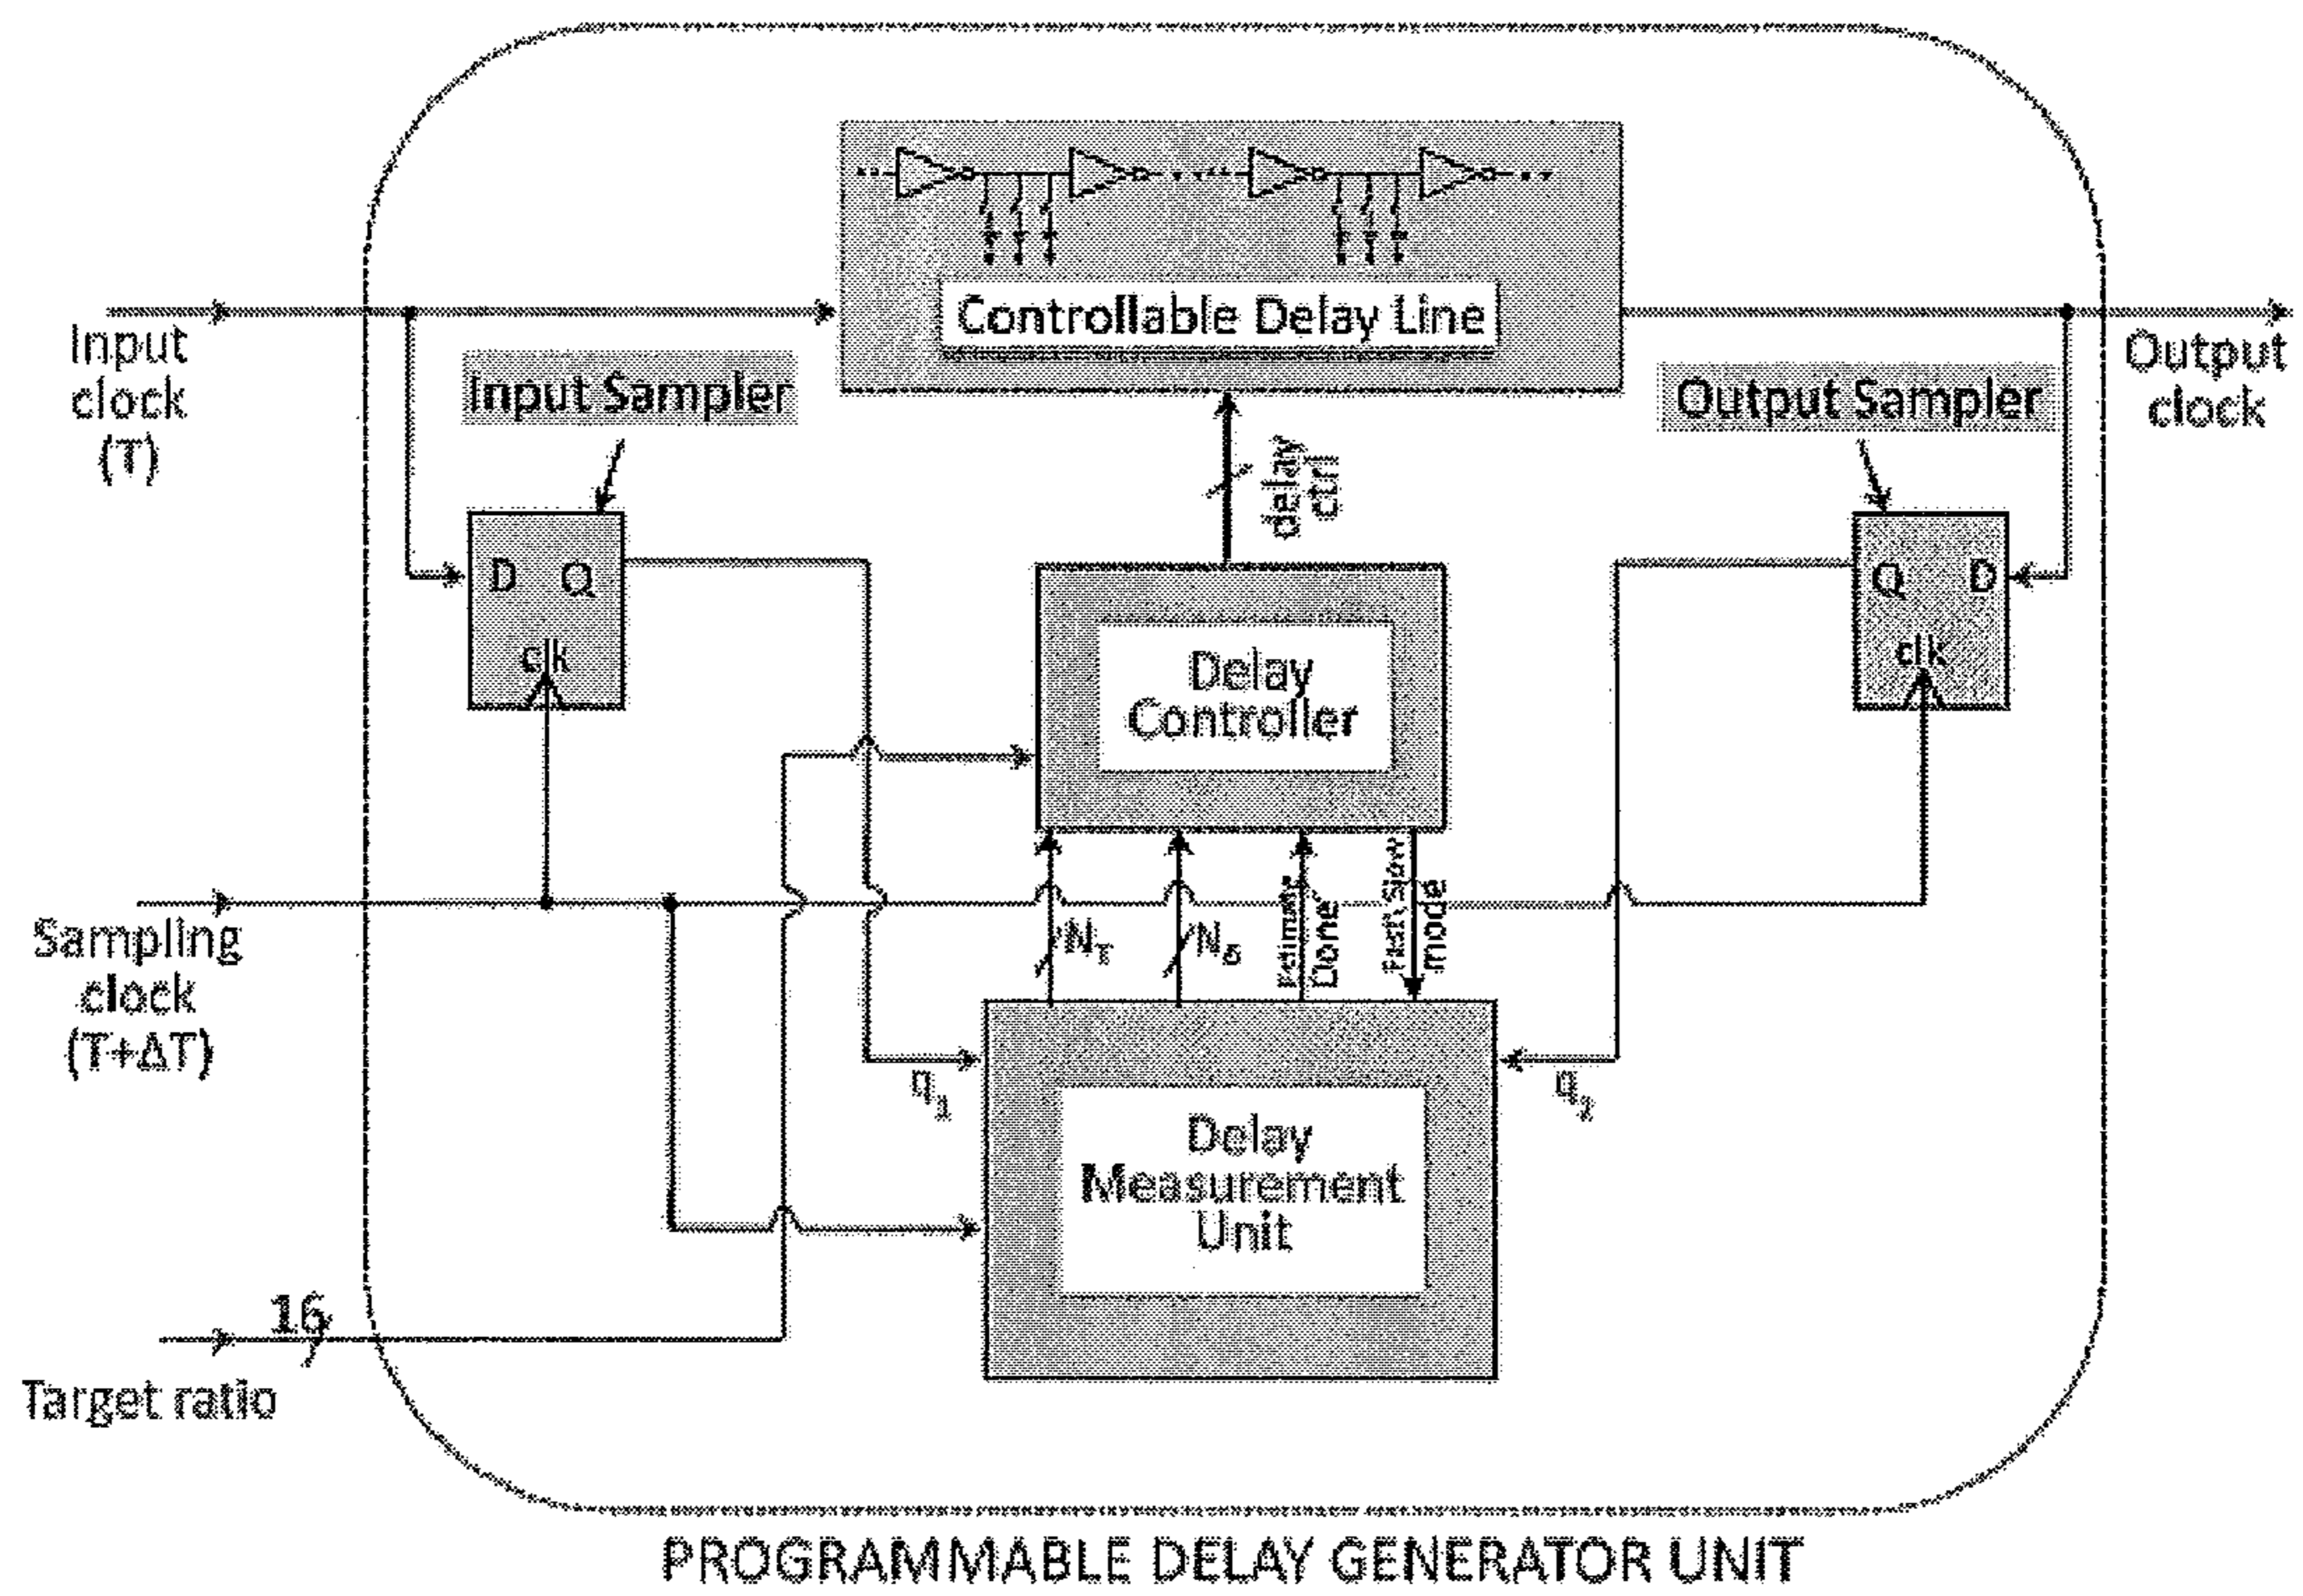 Controllable Delay Line
Input
clock
(T)
Input Sampler
Output Sampler
Output
clock
delay
ctrl
D Q
clk
Q D
clk
Delay
Controller
Sampling
clock
(T+ΔT)
N_T
N_δ
Done
Fast\Slow
mode
q_1
q_2
Delay
Measurement
Unit
16
Target ratio
PROGRAMMABLE DELAY GENERATOR UNIT